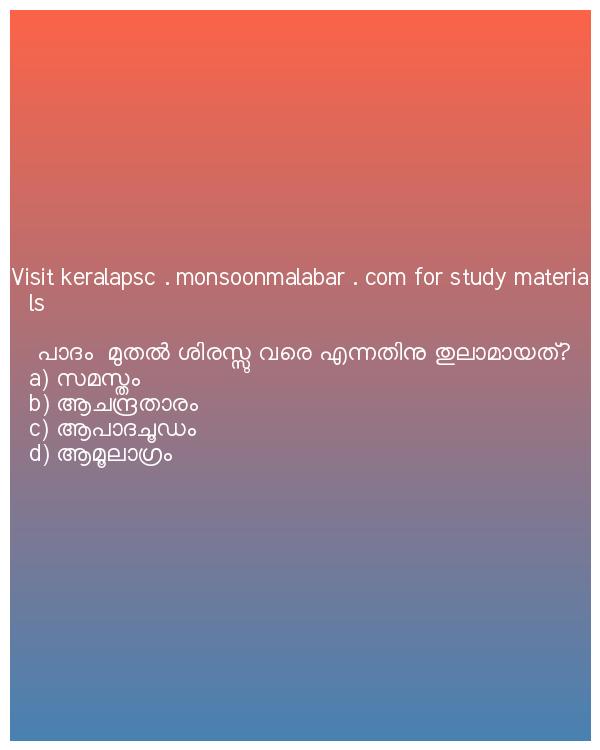 Visit keralapsc . monsoonmalabar . com for study materia
ls
പാദം  മുതൽ ശിരസ്സു വരെ എന്നതിനു തുലാമായത്?
a) സമസ്തം
b) ആചന്ദ്രതാരം
c) ആപാദചൂഡം
d) ആമൂലാഗ്രം